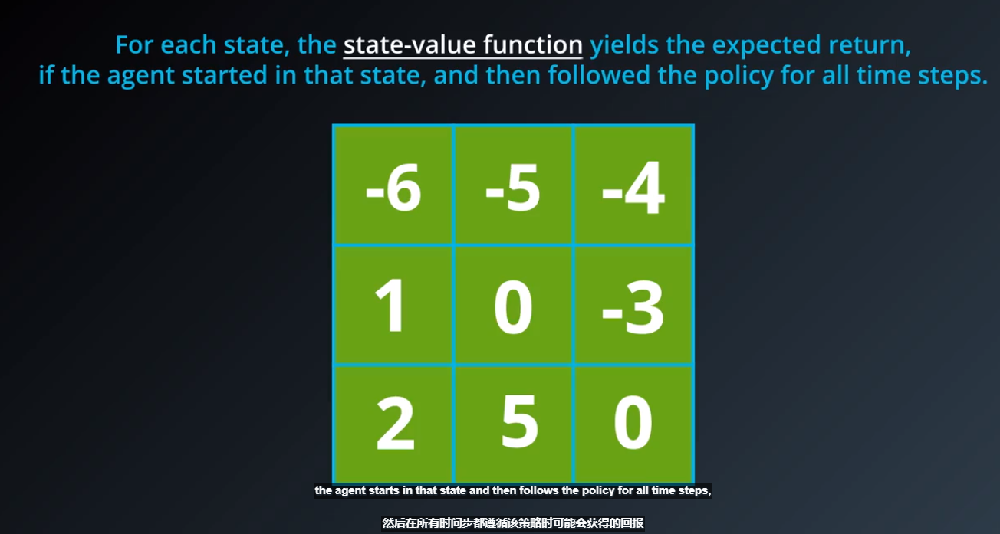 For each state, the state-value function yields the expected return,
if the agent started in that state, and then followed the policy for all time steps.
-6 -5 -4
1 0 -3
2 5 0
the agent starts in that state and then follows the policy for all time steps,
然后在所有时间步都遵循该策略时可能会获得的回报